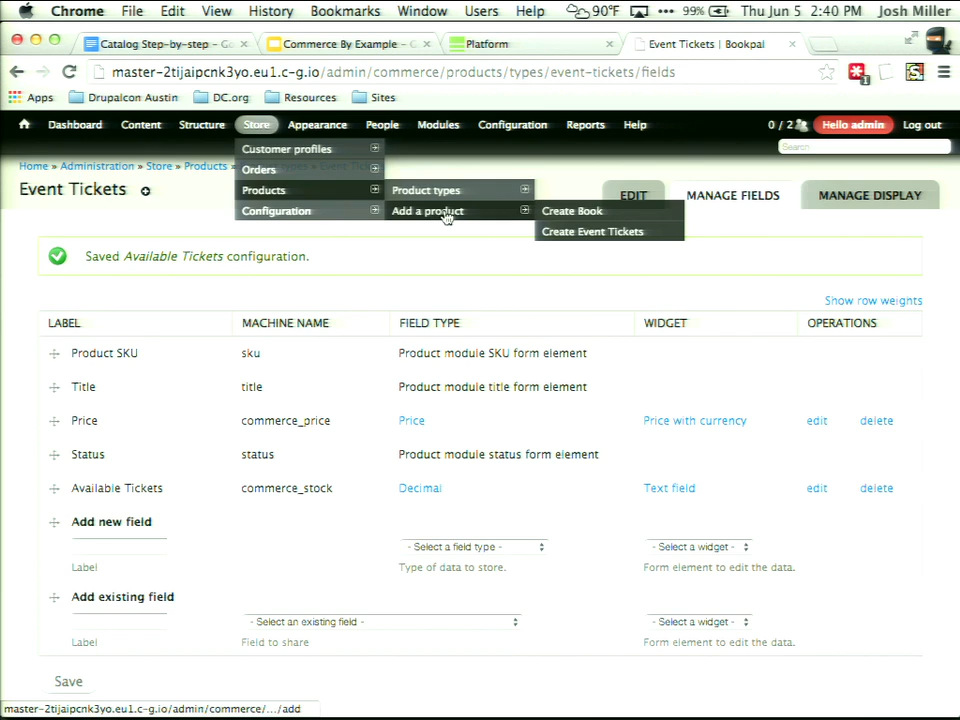 Chrome File Edit View History Bookmarks Window Users Help 90°F 99% Thu Jun 5 2:40 PM Josh Miller
Catalog Step-by-step - Go × Commerce By Example - G × Platform × Event Tickets | Bookpal ×
master-2tijaipcnk3yo.eu1.c-g.io/admin/commerce/products/types/event-tickets/fields
Apps Drupalcon Austin DC.org Resources Sites
Dashboard Content Structure Store Appearance People Modules Configuration Reports Help 0 / 2 Hello admin Log out
Search
Customer profiles
Home » Administration » Store » Products »
Orders
Event Tickets
Products Product types
EDIT MANAGE FIELDS MANAGE DISPLAY
Configuration Add a product Create Book
Create Event Tickets
Saved Available Tickets configuration.
Show row weights
LABEL MACHINE NAME FIELD TYPE WIDGET OPERATIONS
Product SKU sku Product module SKU form element
Title title Product module title form element
Price commerce_price Price Price with currency edit delete
Status status Product module status form element
Available Tickets commerce_stock Decimal Text field edit delete
Add new field
- Select a field type - - Select a widget -
Label Type of data to store. Form element to edit the data.
Add existing field
- Select an existing field - - Select a widget -
Label Field to share Form element to edit the data.
Save
master-2tijaipcnk3yo.eu1.c-g.io/admin/commerce/.../add